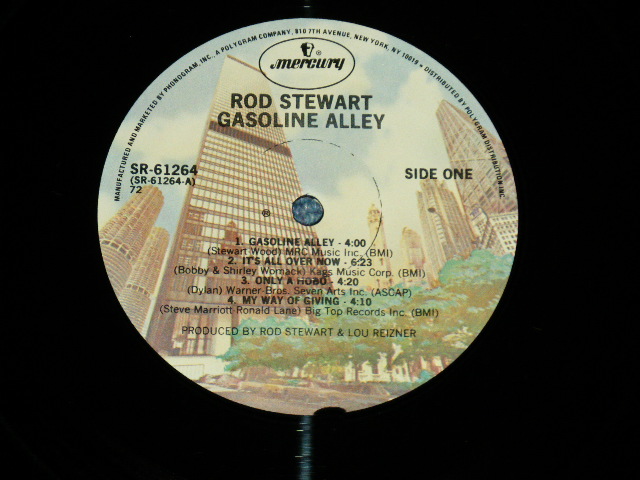 MANUFACTURED AND MARKETED BY PHONOGRAM, INC., A POLYGRAM COMPANY, 810 7TH AVENUE, NEW YORK, NY 10019 • DISTRIBUTED BY POLYGRAM DISTRIBUTION INC
mercury®
ROD STEWART
GASOLINE ALLEY
SR-61264
(SR-61264-A)
72
SIDE ONE
℗
1. GASOLINE ALLEY - 4:00
(Stewart Wood) MRC Music Inc. (BMI)
2. IT'S ALL OVER NOW - 6:23
(Bobby & Shirley Womack) Kags Music Corp. (BMI)
3. ONLY A HOBO - 4:20
(Dylan) Warner-Bros. Seven Arts Inc. (ASCAP)
4. MY WAY OF GIVING - 4:10
(Steve Marriott-Ronald Lane) Big Top Records Inc. (BMI)
PRODUCED BY ROD STEWART & LOU REIZNER